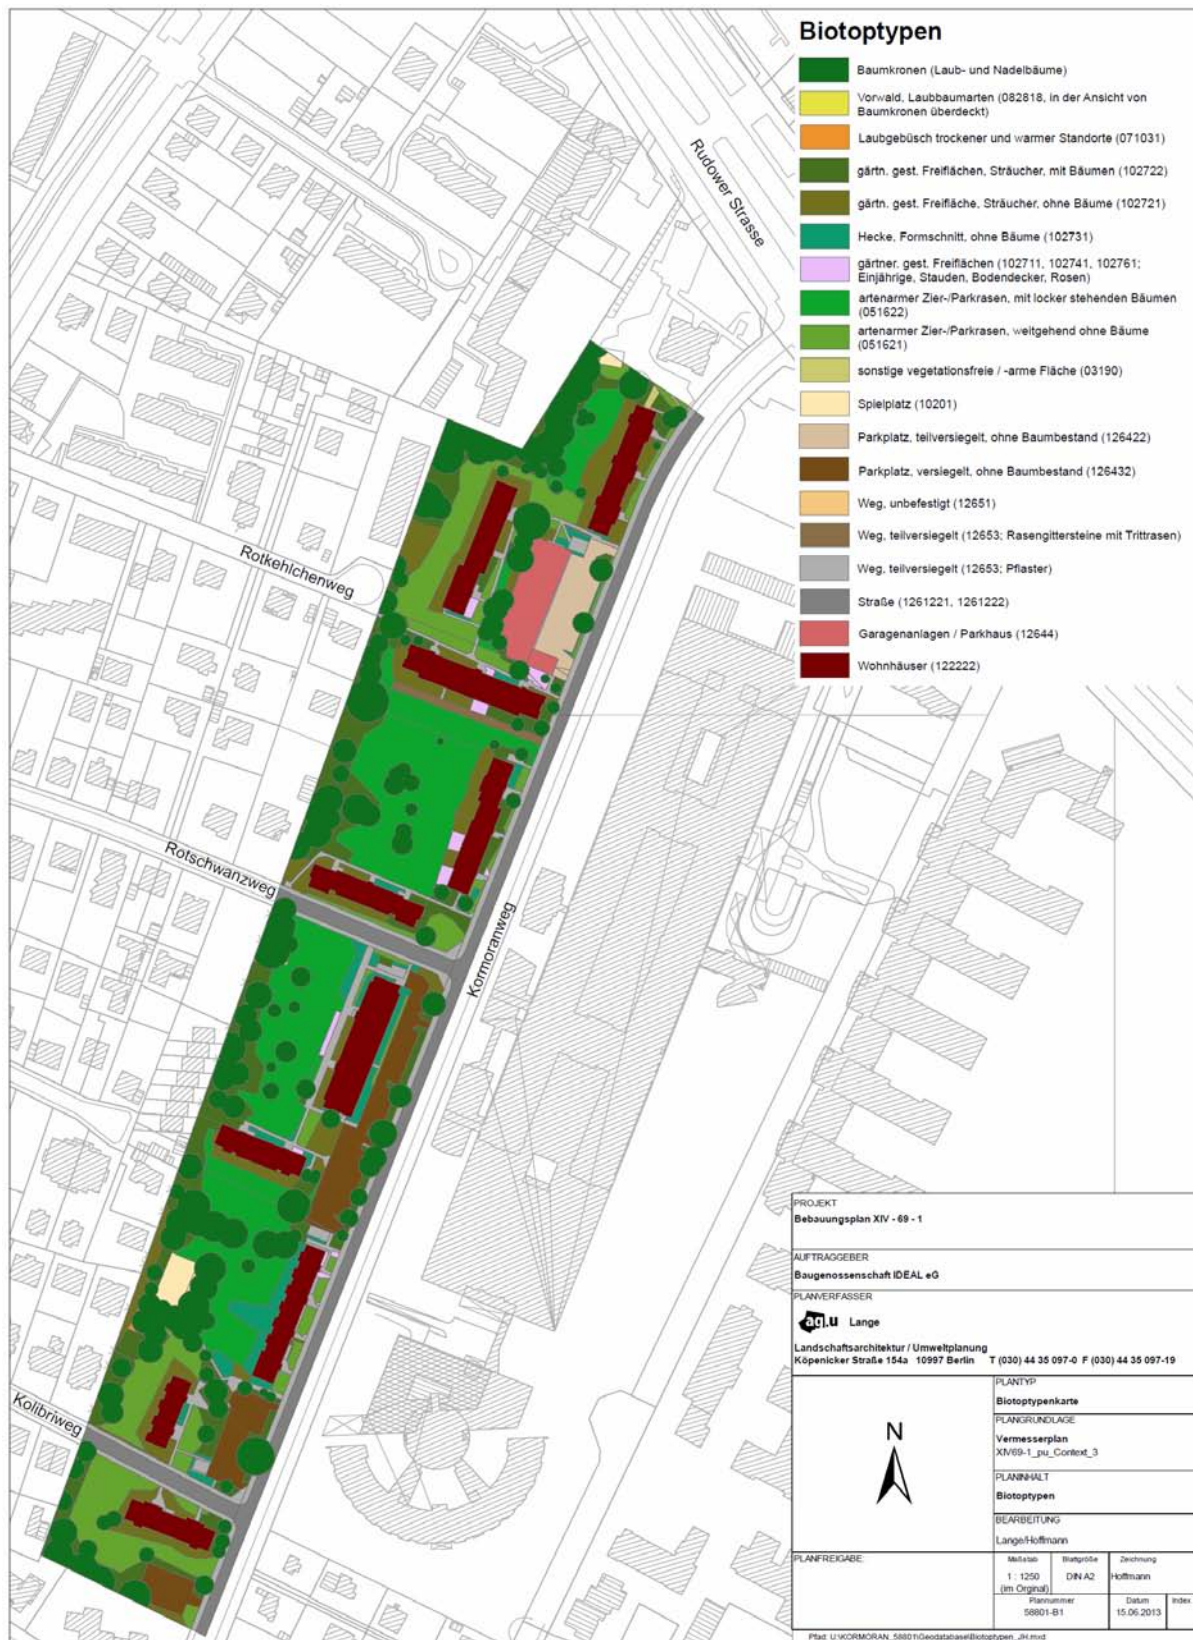 Biotoptypen
Baumkronen (Laub- und Nadelbäume)
Vorwald, Laubbaumarten (082818, in der Ansicht von
Baumkronen überdeckt)
Laubgebüsch trockener und warmer Standorte (071031)
gärtn. gest. Freiflächen, Sträucher, mit Bäumen (102722)
gärtn. gest. Freifläche, Sträucher, ohne Bäume (102721)
Hecke, Formschnitt, ohne Bäume (102731)
gärtner. gest. Freiflächen (102711, 102741, 102761;
Einjährige, Stauden, Bodendecker, Rosen)
artenarmer Zier-/Parkrasen, mit locker stehenden Bäumen
(051622)
artenarmer Zier-/Parkrasen, weitgehend ohne Bäume
(051621)
sonstige vegetationsfreie / -arme Fläche (03190)
Spielplatz (10201)
Parkplatz, teilversiegelt, ohne Baumbestand (126422)
Parkplatz, versiegelt, ohne Baumbestand (126432)
Weg, unbefestigt (12651)
Weg, teilversiegelt (12653; Rasengittersteine mit Trittrasen)
Weg, teilversiegelt (12653; Pflaster)
Straße (1261221, 1261222)
Garagenanlagen / Parkhaus (12644)
Wohnhäuser (122222)
Rudower Strasse
Rotkehlchenweg
Rotschwanzweg
Kormoranweg
Kolibriweg
PROJEKT
Bebauungsplan XIV - 69 - 1
AUFTRAGGEBER
Baugenossenschaft IDEAL eG
PLANVERFASSER
ag.u Lange
Landschaftsarchitektur / Umweltplanung
Köpenicker Straße 154a 10997 Berlin T (030) 44 35 097-0 F (030) 44 35 097-19
N
PLANTYP
Biotoptypenkarte
PLANGRUNDLAGE
Vermesserplan
XIV69-1_pu_Context_3
PLANINHALT
Biotoptypen
BEARBEITUNG
Lange/Hoffmann
PLANFREIGABE:
Maßstab Blattgröße Zeichnung
1 : 1250 DIN A2 Hoffmann
(im Orginal)
Plannummer Datum Index
58801-B1 15.06.2013
Pfad: U:\KORMORAN_58801\Geodatabase\Biotoptypen_JH.mxd